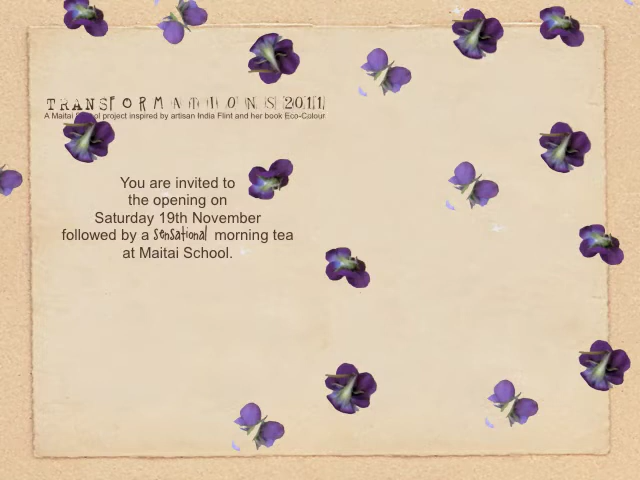 TRANSFORMATIONS 2011
A Maitai School project inspired by artisan India Flint and her book Eco-Colour
You are invited to
the opening on
Saturday 19th November
followed by a sensational morning tea
at Maitai School.